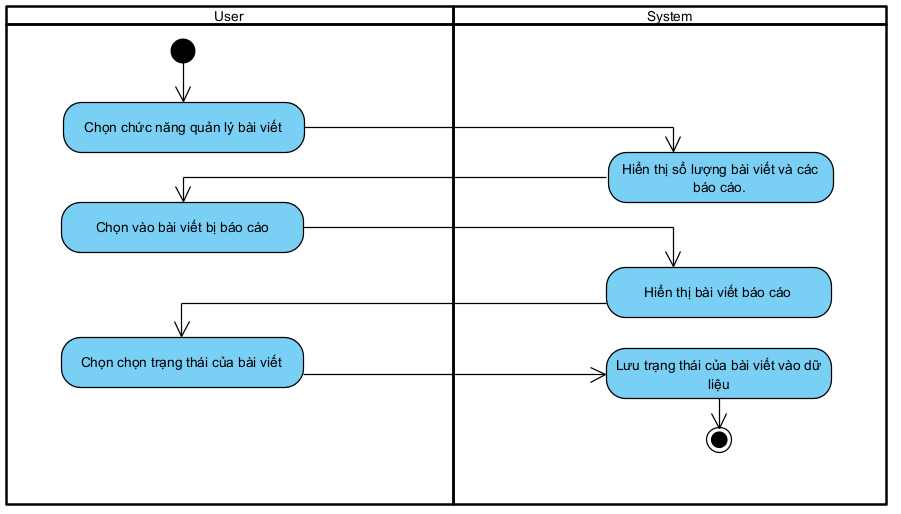 User
System
Chọn chức năng quản lý bài viết
Hiển thị số lượng bài viết và các
báo cáo.
Chọn vào bài viết bị báo cáo
Hiển thị bài viết báo cáo
Chọn chọn trạng thái của bài viết
Lưu trạng thái của bài viết vào dữ
liệu